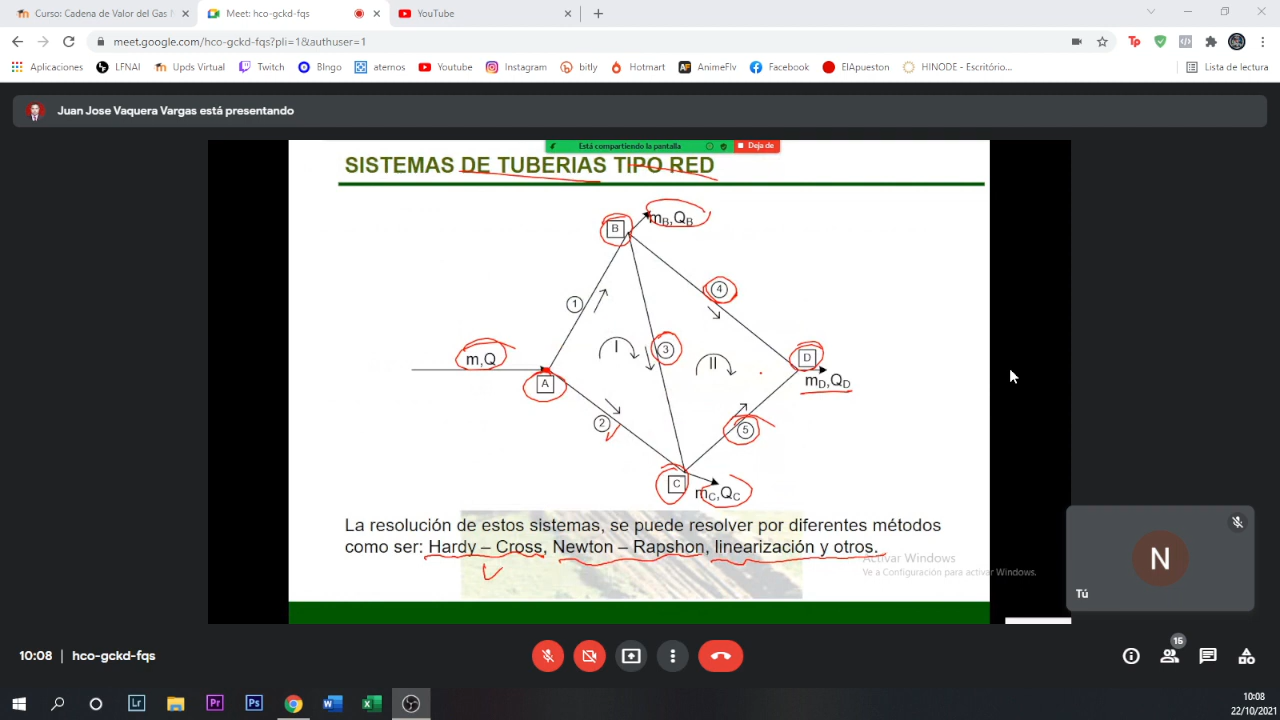 Curso: Cadena de Valor del Gas
Meet: hco-gckd-fqs
YouTube
meet.google.com/hco-gckd-fqs?pli=1&authuser=1
Aplicaciones
LFNAI
Upds Virtual
Twitch
BIngo
aternos
Youtube
Instagram
bitly
Hotmart
AnimeFlv
Facebook
ElApueston
HINODE - Escritório...
Lista de lectura
Juan Jose Vaquera Vargas está presentando
Está compartiendo la pantalla
Deja de
SISTEMAS DE TUBERIAS TIPO RED
B
mB,QB
4
1
I
3
II
D
m,Q
mD,QD
A
2
5
C
mC,QC
La resolución de estos sistemas, se puede resolver por diferentes métodos
como ser: Hardy – Cross, Newton – Rapshon, linearización y otros.
Activar Windows
Ve a Configuración para activar Windows.
N
Tú
10:08 | hco-gckd-fqs
15
10:08
22/10/2021